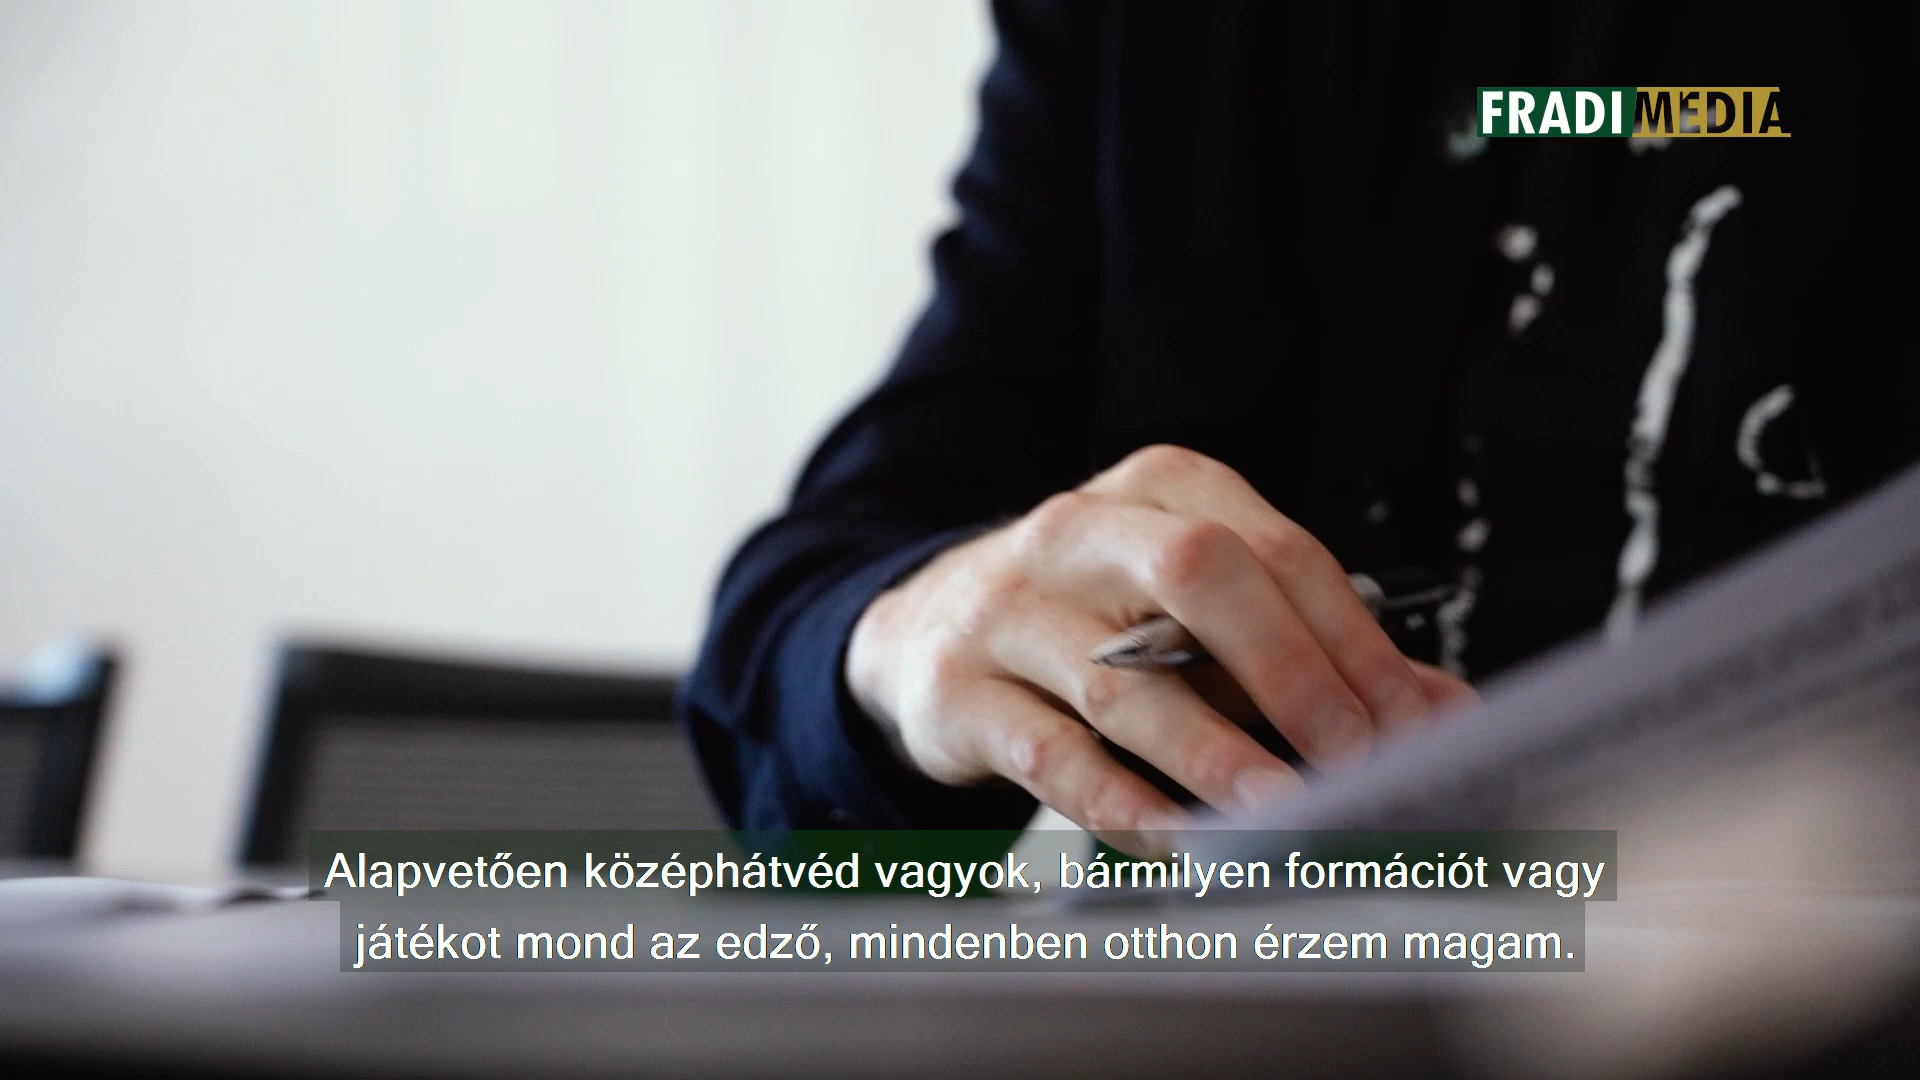 FRADI MÉDIA
Alapvetően középhátvéd vagyok, bármilyen formációt vagy
játékot mond az edző, mindenben otthon érzem magam.